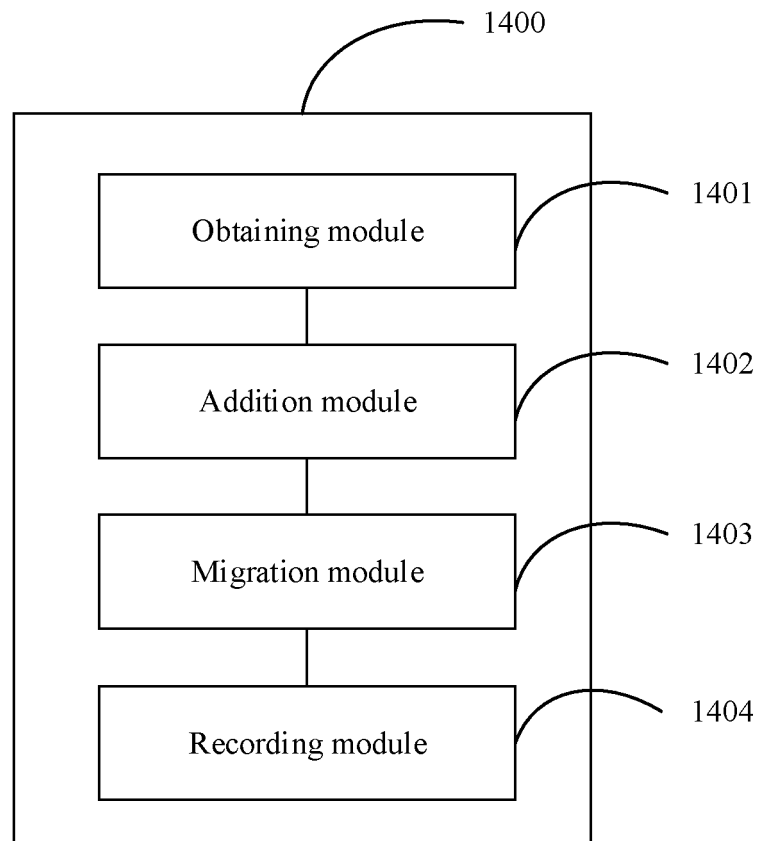 1400
Obtaining module
1401
Addition module
1402
Migration module
1403
Recording module
1404